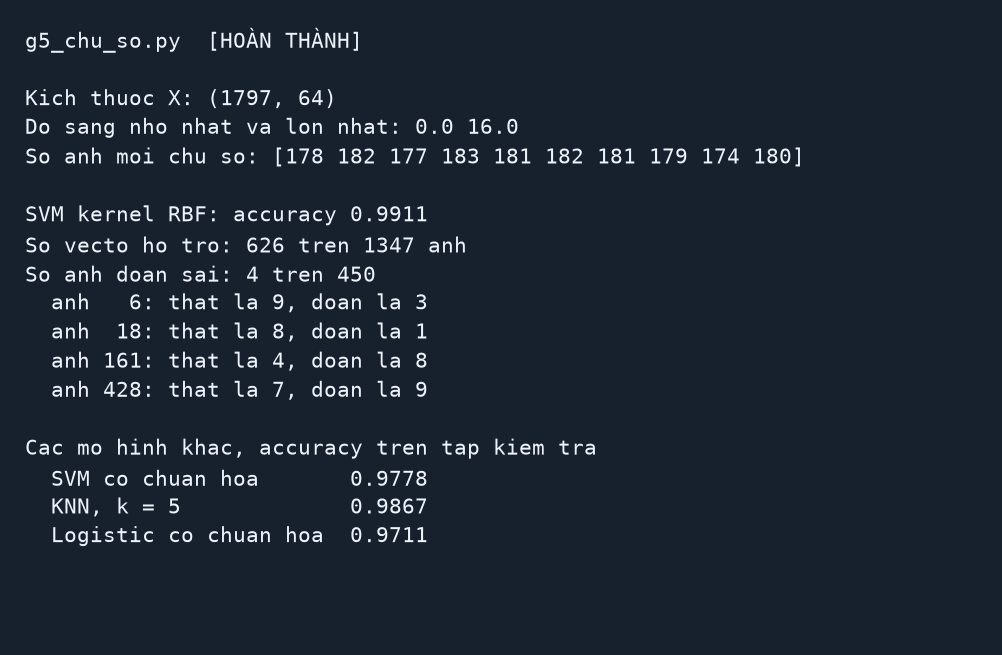 g5_chu_so.py  [HOÀN THÀNH]
Kich thuoc X: (1797, 64)
Do sang nho nhat va lon nhat: 0.0 16.0
So anh moi chu so: [178 182 177 183 181 182 181 179 174 180]
SVM kernel RBF: accuracy 0.9911
So vecto ho tro: 626 tren 1347 anh
So anh doan sai: 4 tren 450
  anh   6: that la 9, doan la 3
  anh  18: that la 8, doan la 1
  anh 161: that la 4, doan la 8
  anh 428: that la 7, doan la 9
Cac mo hinh khac, accuracy tren tap kiem tra
  SVM co chuan hoa       0.9778
  KNN, k = 5             0.9867
  Logistic co chuan hoa  0.9711